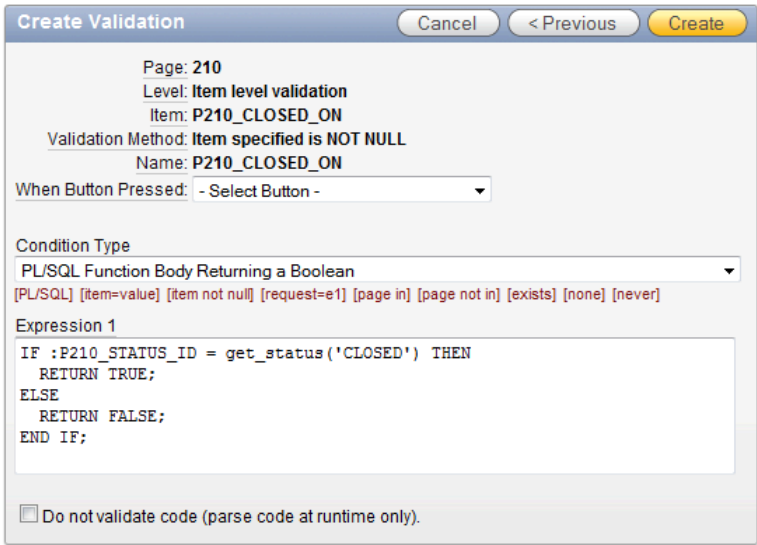 Create Validation Cancel < Previous Create
Page: 210
Level: Item level validation
Item: P210_CLOSED_ON
Validation Method: Item specified is NOT NULL
Name: P210_CLOSED_ON
When Button Pressed: - Select Button -
Condition Type
PL/SQL Function Body Returning a Boolean
[PL/SQL] [item=value] [item not null] [request=e1] [page in] [page not in] [exists] [none] [never]
Expression 1
IF :P210_STATUS_ID = get_status('CLOSED') THEN
  RETURN TRUE;
ELSE
  RETURN FALSE;
END IF;
Do not validate code (parse code at runtime only).